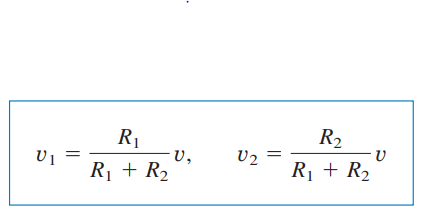 v₁ = R₁ / (R₁ + R₂) v, v₂ = R₂ / (R₁ + R₂) v